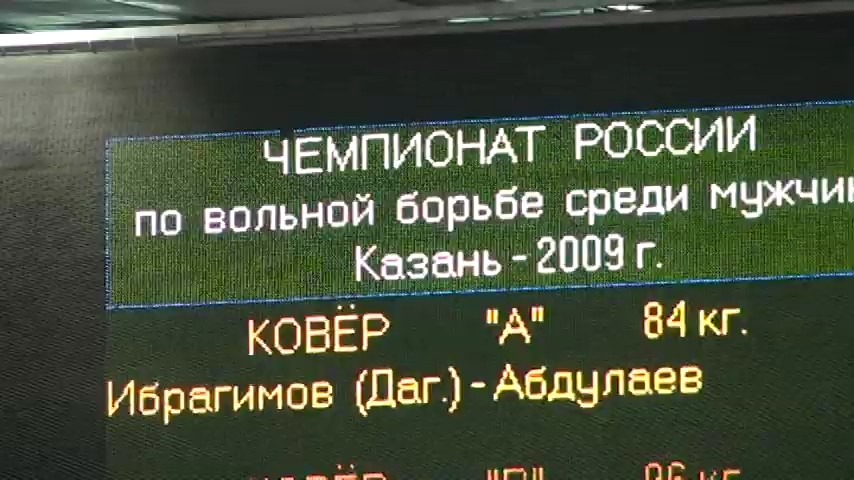 ЧЕМПИОНАТ РОССИИ
по вольной борьбе среди
Казань - 2009 г.
КОВЁР "А" 84 кг.
Ибрагимов (Даг.) - Абдулаев